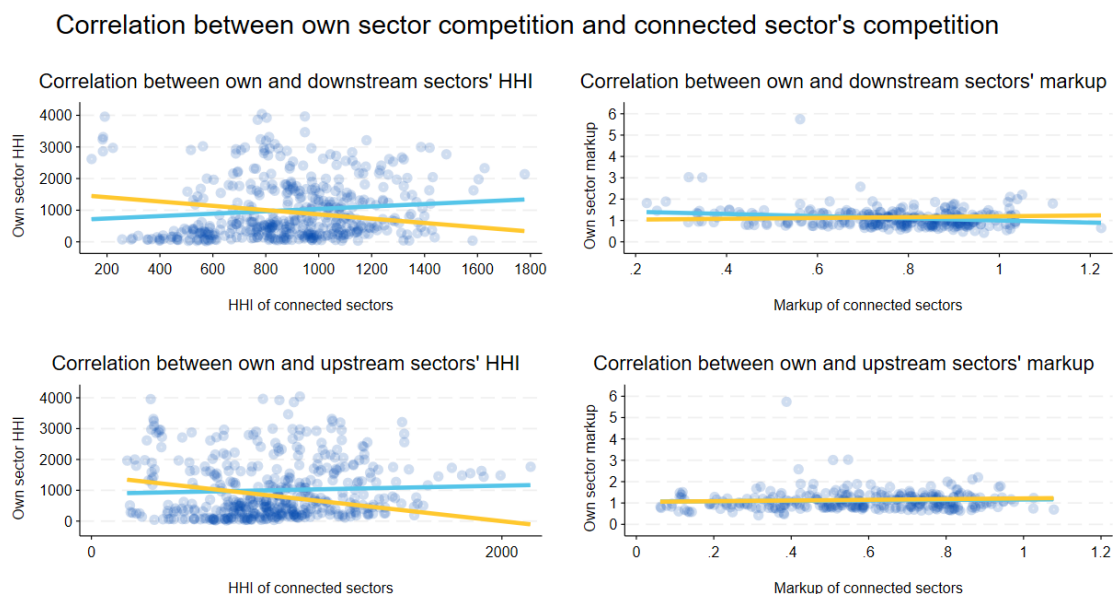 Correlation between own sector competition and connected sector's competition
Correlation between own and downstream sectors' HHI
Own sector HHI
4000
3000
2000
1000
0
200 400 600 800 1000 1200 1400 1600 1800
HHI of connected sectors
Correlation between own and downstream sectors' markup
Own sector markup
6
5
4
3
2
1
0
.2 .4 .6 .8 1 1.2
Markup of connected sectors
Correlation between own and upstream sectors' HHI
Own sector HHI
4000
3000
2000
1000
0
0 2000
HHI of connected sectors
Correlation between own and upstream sectors' markup
Own sector markup
6
5
4
3
2
1
0
0 .2 .4 .6 .8 1 1.2
Markup of connected sectors